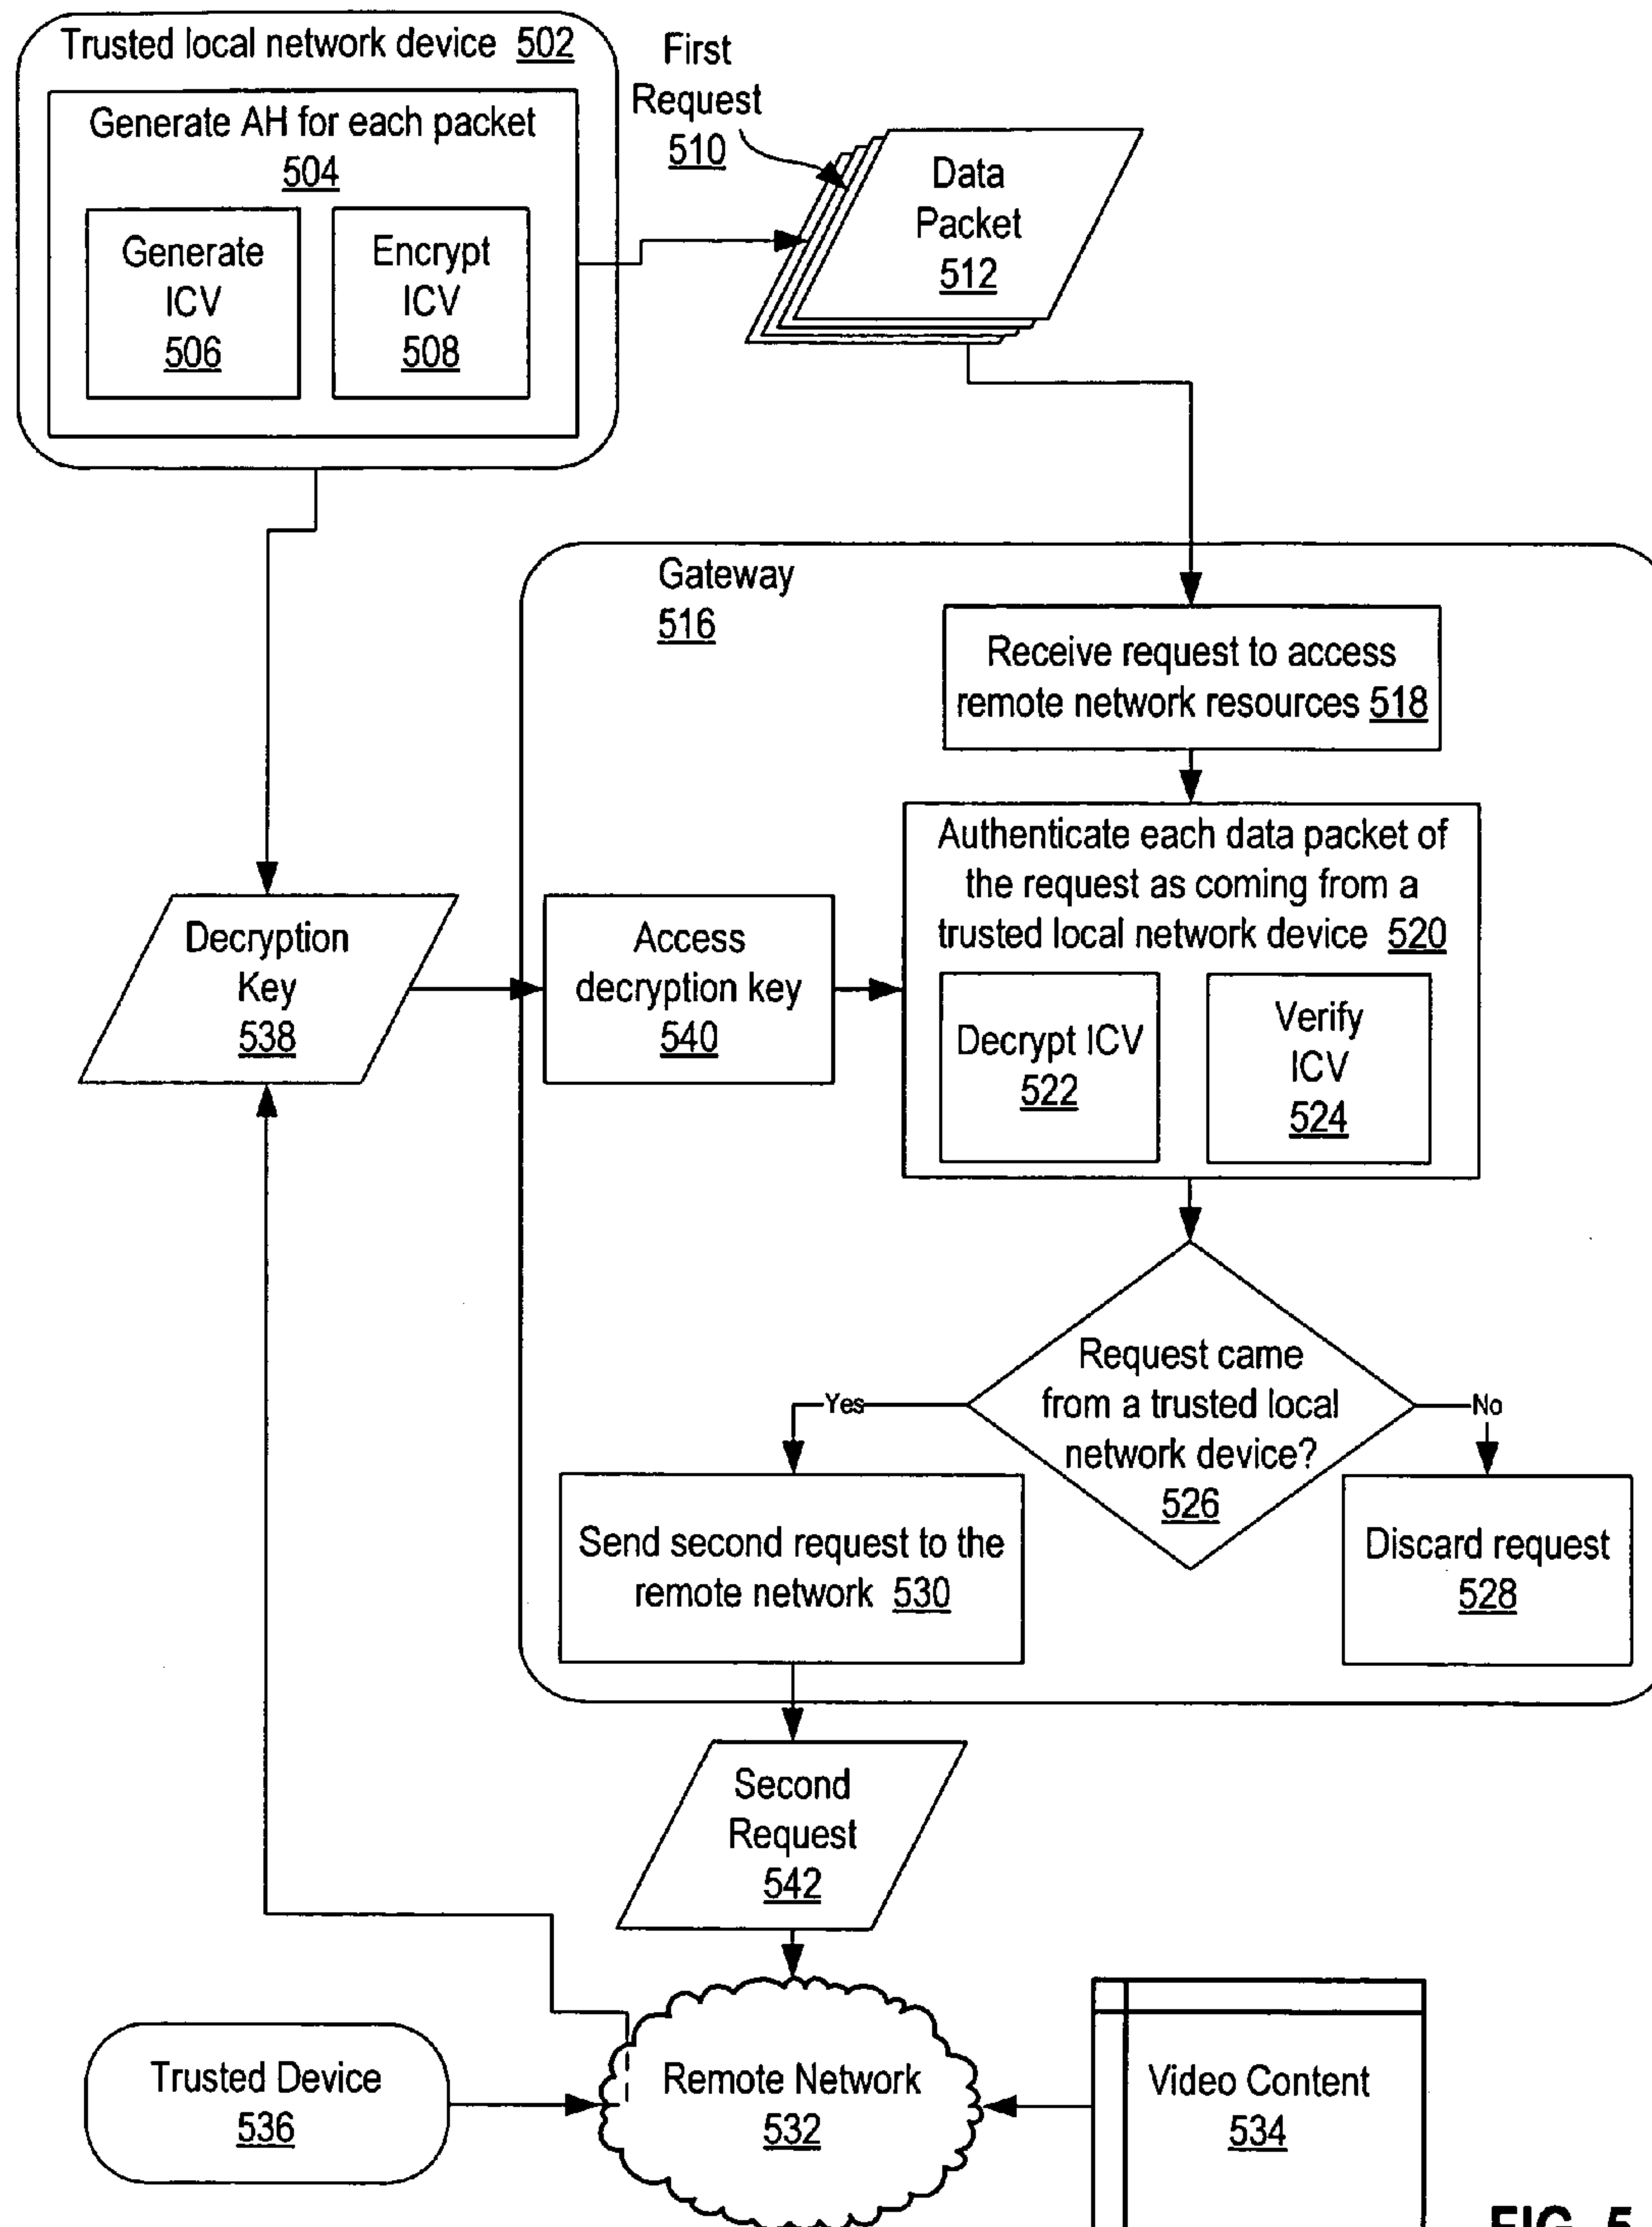 Trusted local network device 502
Generate AH for each packet
504
Generate
ICV
506
Encrypt
ICV
508
First
Request
510
Data
Packet
512
Gateway
516
Receive request to access
remote network resources 518
Authenticate each data packet of
the request as coming from a
trusted local network device 520
Decrypt ICV
522
Verify
ICV
524
Decryption
Key
538
Access
decryption key
540
Request came
from a trusted local
network device?
526
Yes
No
Send second request to the
remote network 530
Discard request
528
Second
Request
542
Trusted Device
536
Remote Network
532
Video Content
534
FIG. 5